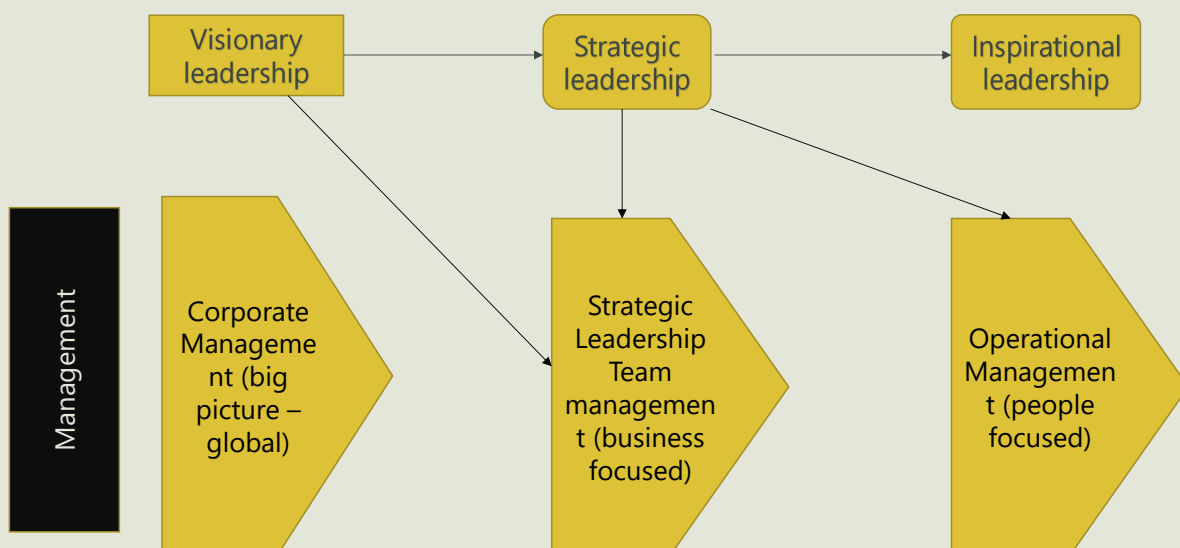 Visionary
leadership
Strategic
leadership
Inspirational
leadership
Management
Corporate
Manageme
nt (big
picture –
global)
Strategic
Leadership
Team
managemen
t (business
focused)
Operational
Managemen
t (people
focused)